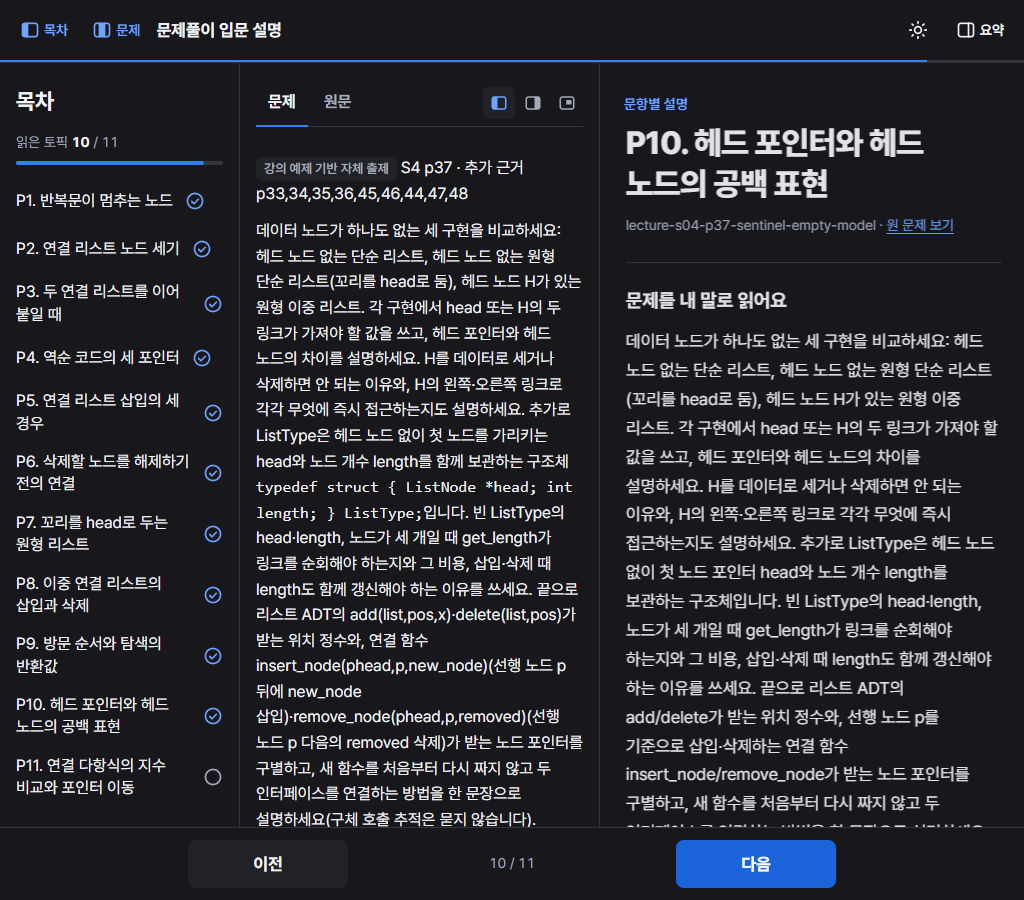 목차
문제
문제풀이 입문 설명
요약
목차
읽은 토픽 10 / 11
P1. 반복문이 멈추는 노드
P2. 연결 리스트 노드 세기
P3. 두 연결 리스트를 이어
붙일 때
P4. 역순 코드의 세 포인터
P5. 연결 리스트 삽입의 세
경우
P6. 삭제할 노드를 해제하기
전의 연결
P7. 꼬리를 head로 두는
원형 리스트
P8. 이중 연결 리스트의
삽입과 삭제
P9. 방문 순서와 탐색의
반환값
P10. 헤드 포인터와 헤드
노드의 공백 표현
P11. 연결 다항식의 지수
비교와 포인터 이동
문제
원문
강의 예제 기반 자체 출제 S4 p37 · 추가 근거
p33,34,35,36,45,46,44,47,48
데이터 노드가 하나도 없는 세 구현을 비교하세요:
헤드 노드 없는 단순 리스트, 헤드 노드 없는 원형
단순 리스트(꼬리를 head로 둠), 헤드 노드 H가 있는
원형 이중 리스트. 각 구현에서 head 또는 H의 두
링크가 가져야 할 값을 쓰고, 헤드 포인터와 헤드
노드의 차이를 설명하세요. H를 데이터로 세거나
삭제하면 안 되는 이유와, H의 왼쪽·오른쪽 링크로
각각 무엇에 즉시 접근하는지도 설명하세요. 추가로
ListType은 헤드 노드 없이 첫 노드를 가리키는
head와 노드 개수 length를 함께 보관하는 구조체
typedef struct { ListNode *head; int
length; } ListType;입니다. 빈 ListType의
head·length, 노드가 세 개일 때 get_length가
링크를 순회해야 하는지와 그 비용, 삽입·삭제 때
length도 함께 갱신해야 하는 이유를 쓰세요. 끝으로
리스트 ADT의 add(list,pos,x)·delete(list,pos)가
받는 위치 정수와, 연결 함수
insert_node(phead,p,new_node)(선행 노드 p
뒤에 new_node
삽입)·remove_node(phead,p,removed)(선행
노드 p 다음의 removed 삭제)가 받는 노드 포인터를
구별하고, 새 함수를 처음부터 다시 짜지 않고 두
인터페이스를 연결하는 방법을 한 문장으로
설명하세요(구체 호출 추적은 묻지 않습니다).
문항별 설명
P10. 헤드 포인터와 헤드
노드의 공백 표현
lecture-s04-p37-sentinel-empty-model · 원 문제 보기
문제를 내 말로 읽어요
데이터 노드가 하나도 없는 세 구현을 비교하세요: 헤드
노드 없는 단순 리스트, 헤드 노드 없는 원형 단순 리스트
(꼬리를 head로 둠), 헤드 노드 H가 있는 원형 이중
리스트. 각 구현에서 head 또는 H의 두 링크가 가져야 할
값을 쓰고, 헤드 포인터와 헤드 노드의 차이를
설명하세요. H를 데이터로 세거나 삭제하면 안 되는
이유와, H의 왼쪽·오른쪽 링크로 각각 무엇에 즉시
접근하는지도 설명하세요. 추가로 ListType은 헤드 노드
없이 첫 노드 포인터 head와 노드 개수 length를
보관하는 구조체입니다. 빈 ListType의 head·length,
노드가 세 개일 때 get_length가 링크를 순회해야
하는지와 그 비용, 삽입·삭제 때 length도 함께 갱신해야
하는 이유를 쓰세요. 끝으로 리스트 ADT의
add/delete가 받는 위치 정수와, 선행 노드 p를
기준으로 삽입·삭제하는 연결 함수
insert_node/remove_node가 받는 노드 포인터를
구별하고, 새 함수를 처음부터 다시 짜지 않고 두
이전
10 / 11
다음